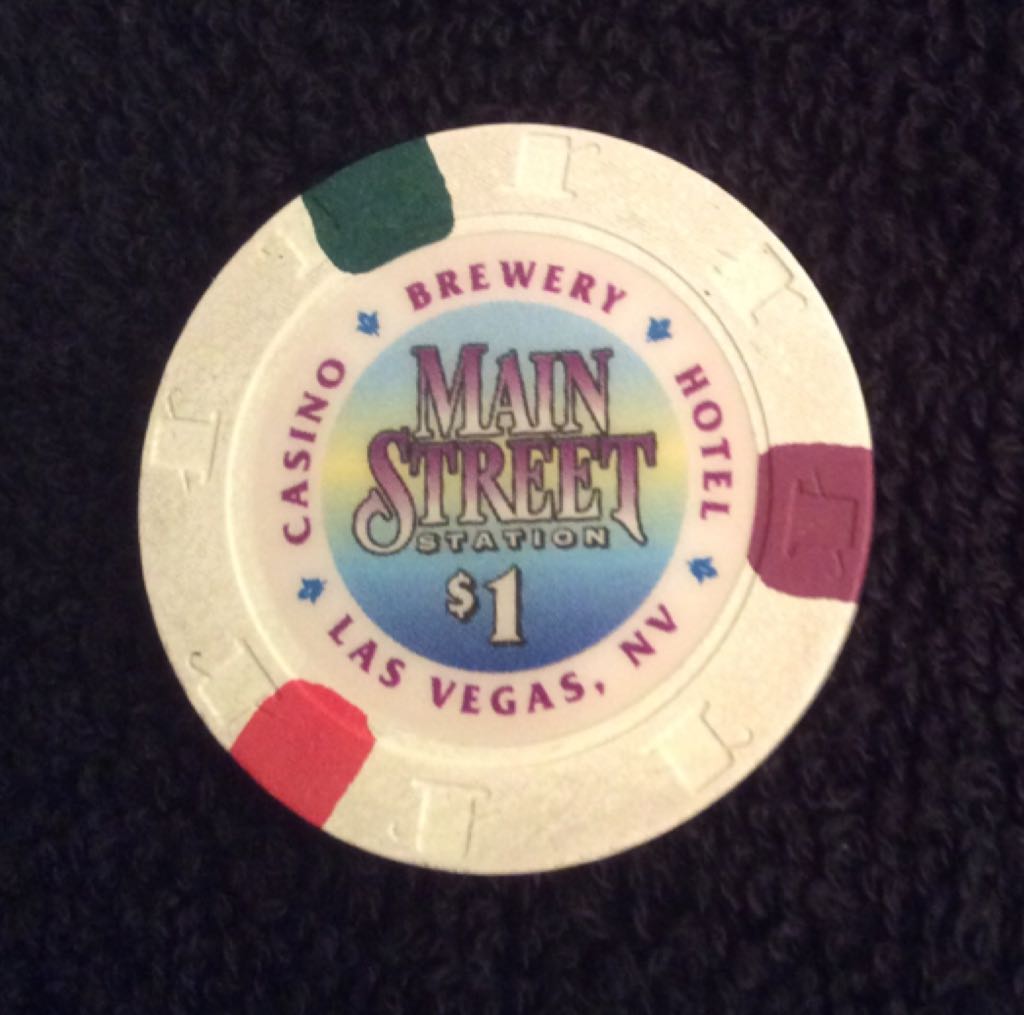 CASINO
BREWERY
HOTEL
MAIN
STREET
STATION
$1
LAS VEGAS, NV